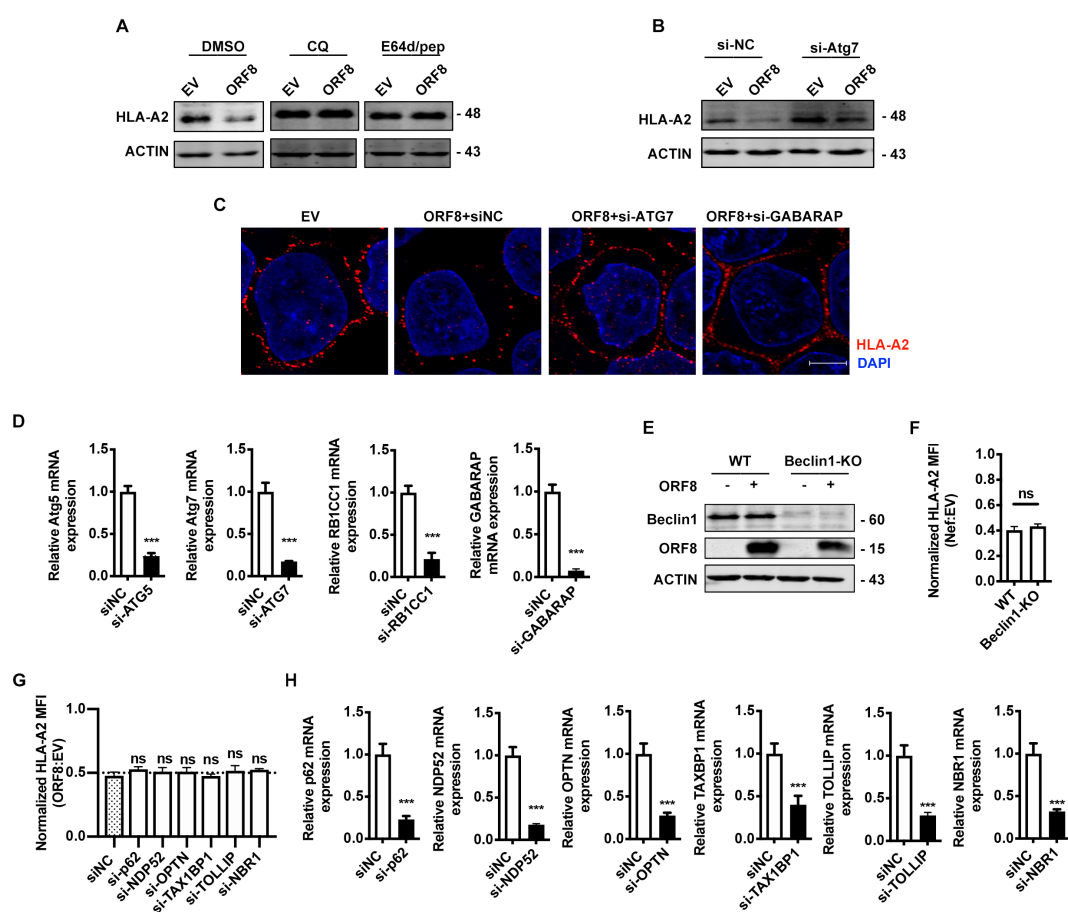 A
DMSO CQ E64d/pep
EV ORF8 EV ORF8 EV ORF8
HLA-A2 - 48
ACTIN - 43
B
si-NC si-Atg7
EV ORF8 EV ORF8
HLA-A2 - 48
ACTIN - 43
C
EV ORF8+siNC ORF8+si-ATG7 ORF8+si-GABARAP
HLA-A2
DAPI
D
Relative Atg5 mRNA
expression
1.5
1.0
0.5
0.0
***
siNC
si-ATG5
Relative Atg7 mRNA
expression
1.5
1.0
0.5
0.0
***
siNC
si-ATG7
Relative RB1CC1 mRNA
expression
1.5
1.0
0.5
0.0
***
siNC
si-RB1CC1
Relative GABARAP
mRNA expression
1.5
1.0
0.5
0.0
***
siNC
si-GABARAP
E
WT Beclin1-KO
ORF8 - + - +
Beclin1 - 60
ORF8 - 15
ACTIN - 43
F
Normalized HLA-A2 MFI
(Nef:EV)
1.0
0.8
0.6
0.4
0.2
0.0
ns
WT
Beclin1-KO
G
Normalized HLA-A2 MFI
(ORF8:EV)
0.0
0.5
1.0
ns ns ns ns ns ns
siNC
si-p62
si-NDP52
si-OPTN
si-TAX1BP1
si-TOLLIP
si-NBR1
H
Relative p62 mRNA
expression
1.5
1.0
0.5
0.0
***
siNC
si-p62
Relative NDP52 mRNA
expression
1.5
1.0
0.5
0.0
***
siNC
si-NDP52
Relative OPTN mRNA
expression
1.5
1.0
0.5
0.0
***
siNC
si-OPTN
Relative TAXBP1 mRNA
expression
1.5
1.0
0.5
0.0
***
siNC
si-TAX1BP1
Relative TOLLIP mRNA
expression
1.5
1.0
0.5
0.0
***
siNC
si-TOLLIP
Relative NBR1 mRNA
expression
1.5
1.0
0.5
0.0
***
siNC
si-NBR1